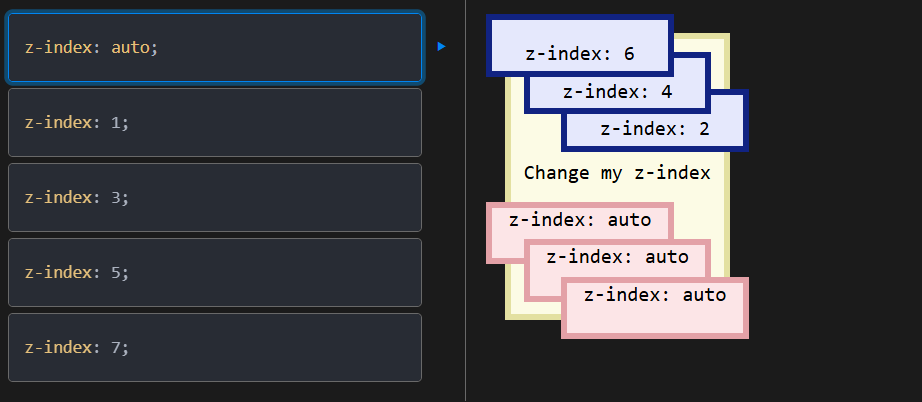 z-index: auto;
z-index: 1;
z-index: 3;
z-index: 5;
z-index: 7;
z-index: 6
z-index: 4
z-index: 2
Change my z-index
z-index: auto
z-index: auto
z-index: auto